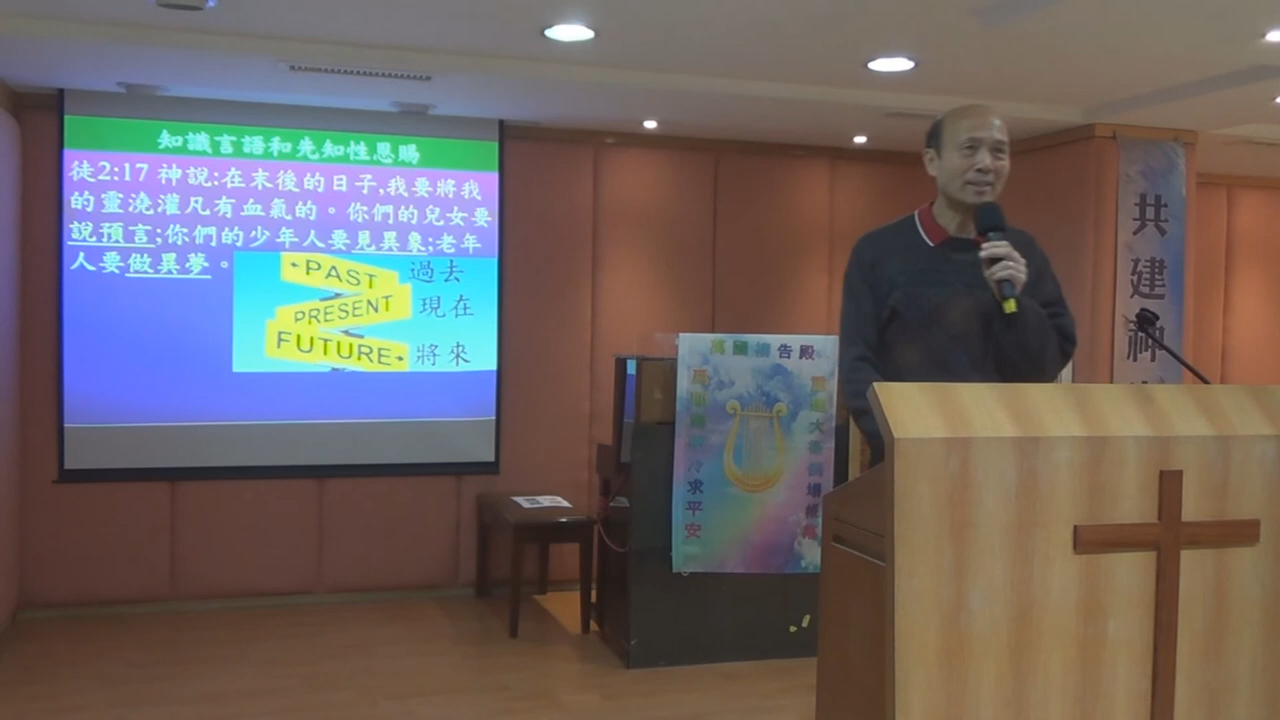 知識言語和先知性恩賜
徒2:17 神說:在末後的日子,我要將我
的靈澆灌凡有血氣的。你們的兒女要
說預言;你們的少年人要見異象;老年
人要做異夢。
PAST 過去
PRESENT 現在
FUTURE 將來
萬國禱告殿
求平安
共建神